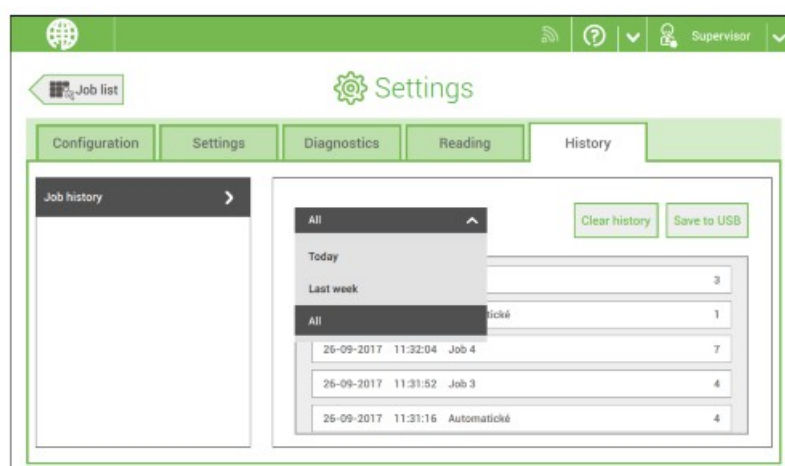 Supervisor
Job list
Settings
Configuration Settings Diagnostics Reading History
Job history
All
Clear history Save to USB
Today
Last week
All
3
tické 1
26-09-2017 11:32:04 Job 4 7
26-09-2017 11:31:52 Job 3 4
26-09-2017 11:31:16 Automatické 4